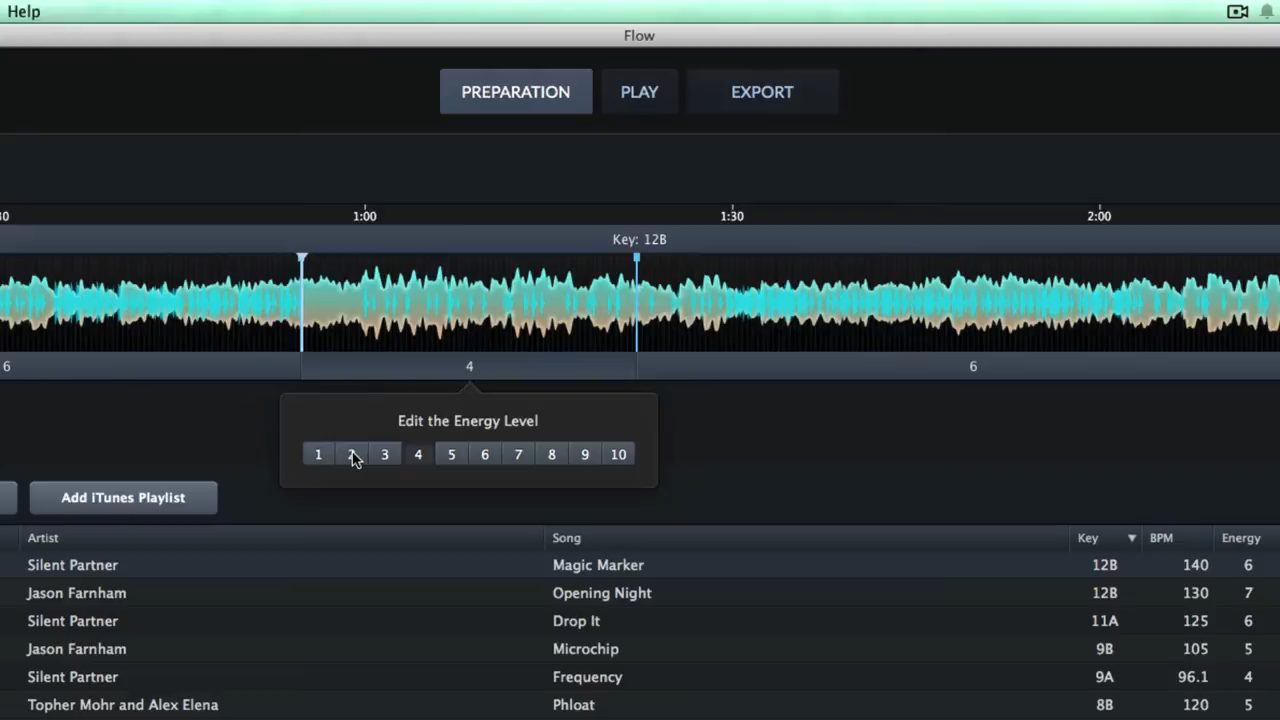 Help
Flow
PREPARATION PLAY EXPORT
1:00 1:30 2:00
Key: 12B
6 4 6
Edit the Energy Level
1 2 3 4 5 6 7 8 9 10
Add iTunes Playlist
Artist Song Key ▼ BPM Energy
Silent Partner Magic Marker 12B 140 6
Jason Farnham Opening Night 12B 130 7
Silent Partner Drop It 11A 125 6
Jason Farnham Microchip 9B 105 5
Silent Partner Frequency 9A 96.1 4
Topher Mohr and Alex Elena Phloat 8B 120 5